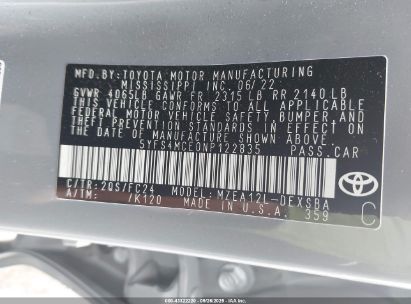 MFD. BY:TOYOTA MOTOR MANUFACTURING
MISSISSIPPI INC. 06/22
GVWR 4065LB GAWR FR 2315 LB RR 2140 LB
THIS VEHICLE CONFORMS TO ALL APPLICABLE
FEDERAL MOTOR VEHICLE SAFETY, BUMPER, AND
THEFT PREVENTION STANDARDS IN EFFECT ON
THE DATE OF MANUFACTURE SHOWN ABOVE.
5YFS4MCE0NP122835 PASS.CAR
C/TR:2QS/FC24 MODEL: MZEA12L-DEXSBA
A/TM: /K120 MADE IN U.S.A. 359
TOYOTA
C